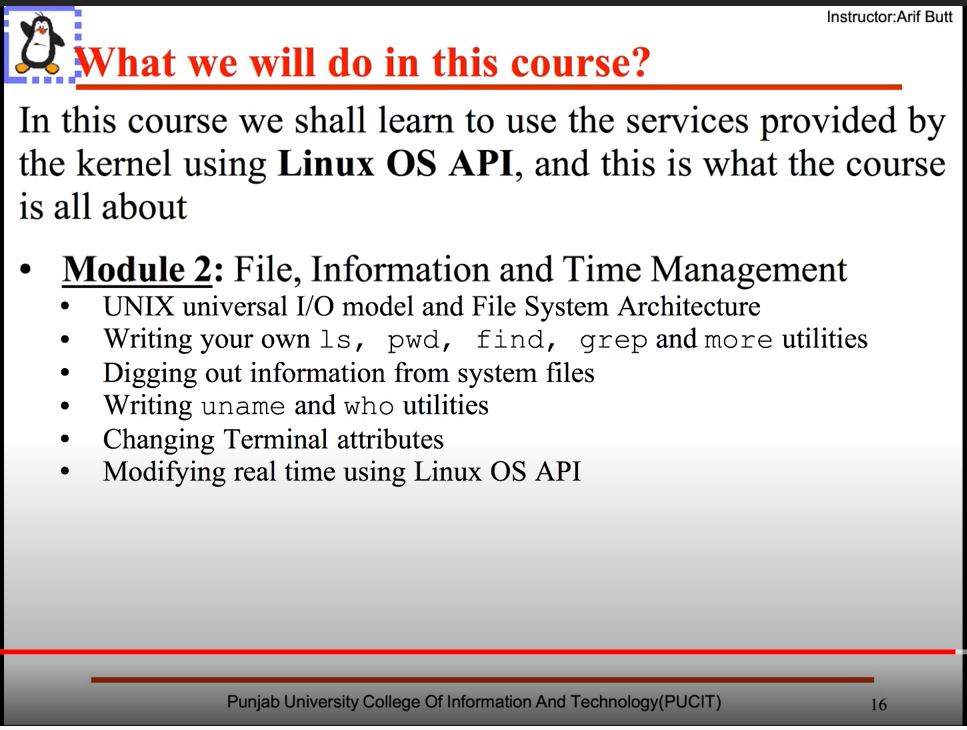 Instructor:Arif Butt
What we will do in this course?
In this course we shall learn to use the services provided by
the kernel using Linux OS API, and this is what the course
is all about
• Module 2: File, Information and Time Management
• UNIX universal I/O model and File System Architecture
• Writing your own ls, pwd, find, grep and more utilities
• Digging out information from system files
• Writing uname and who utilities
• Changing Terminal attributes
• Modifying real time using Linux OS API
Punjab University College Of Information And Technology(PUCIT)
16